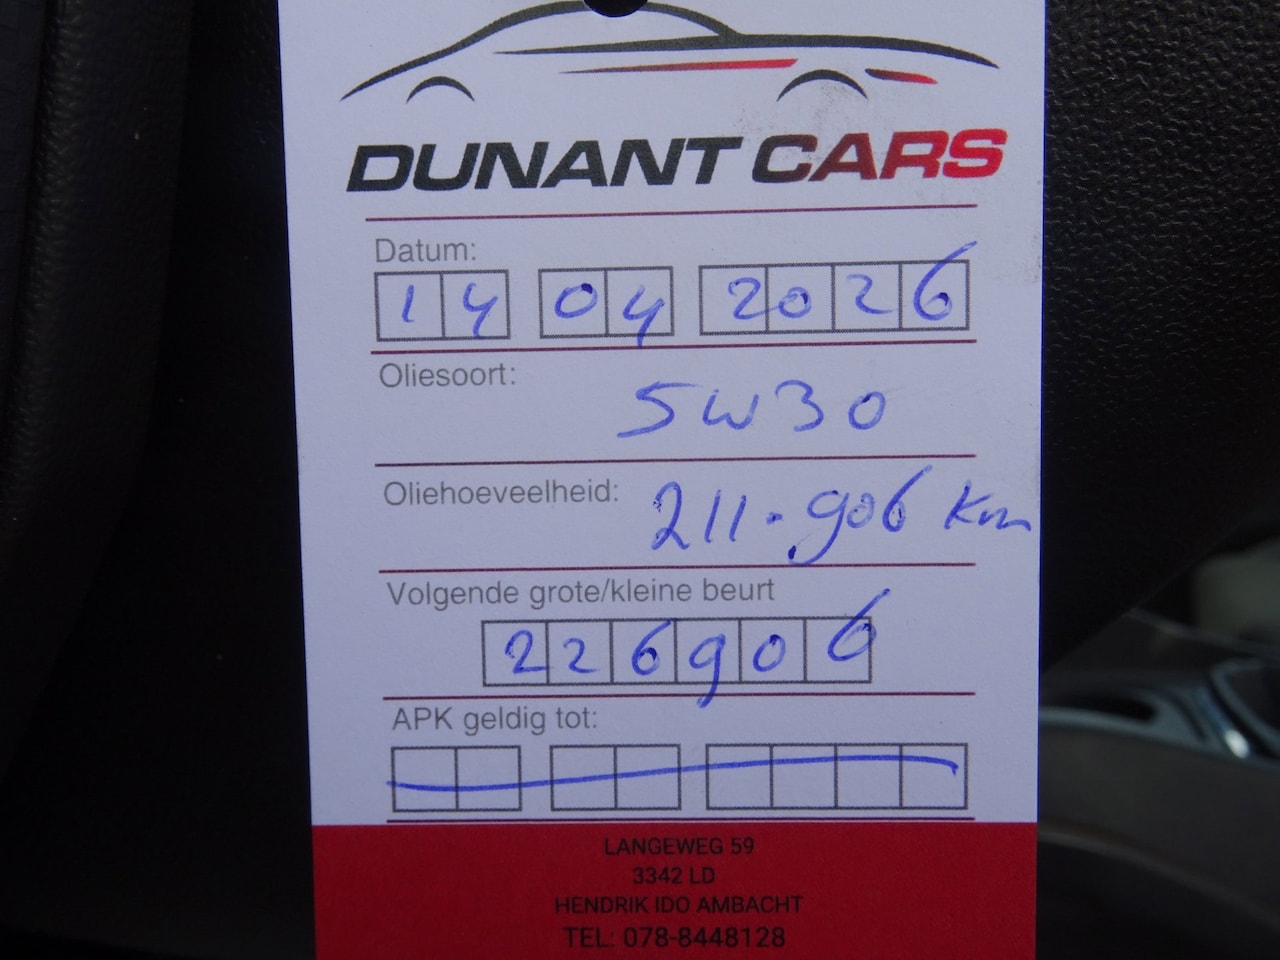 DUNANT CARS
Datum:
14 04 2026
Oliesoort: 5W30
Oliehoeveelheid: 211.906 Km
Volgende grote/kleine beurt
226906
APK geldig tot:
LANGEWEG 59
3342 LD
HENDRIK IDO AMBACHT
TEL: 078-8448128